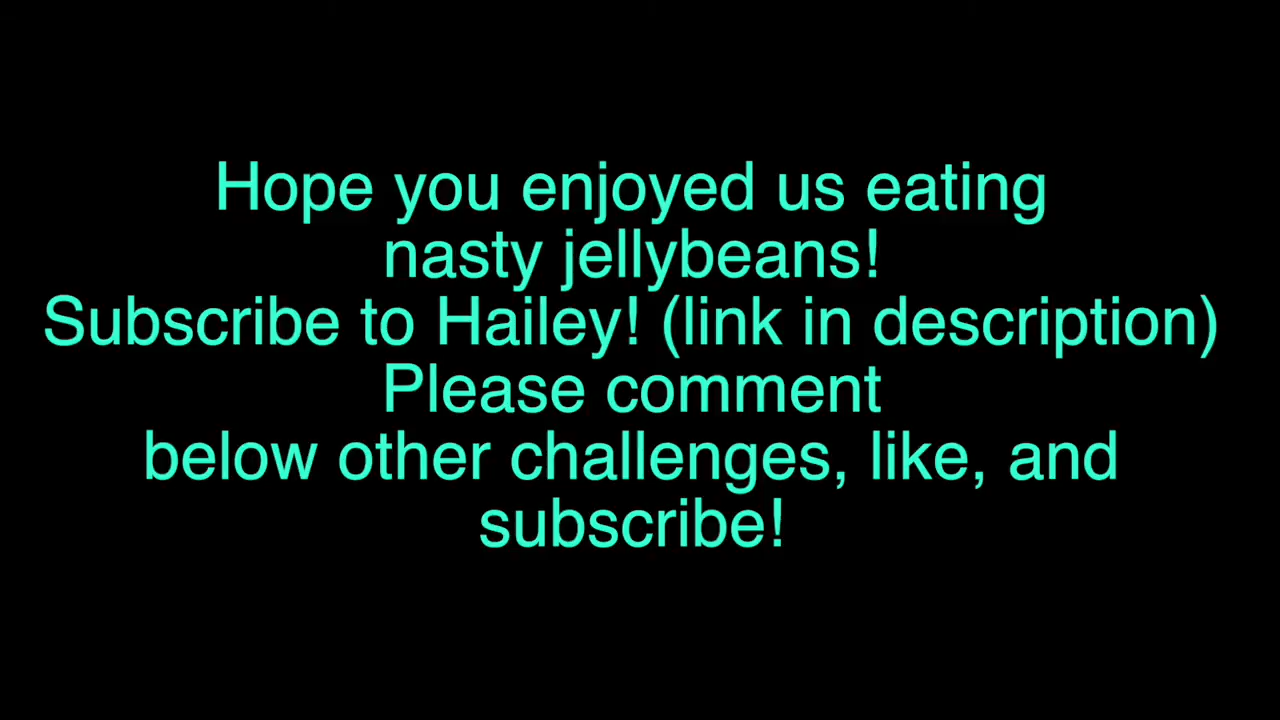 Hope you enjoyed us eating
nasty jellybeans!
Subscribe to Hailey! (link in description)
Please comment
below other challenges, like, and
subscribe!